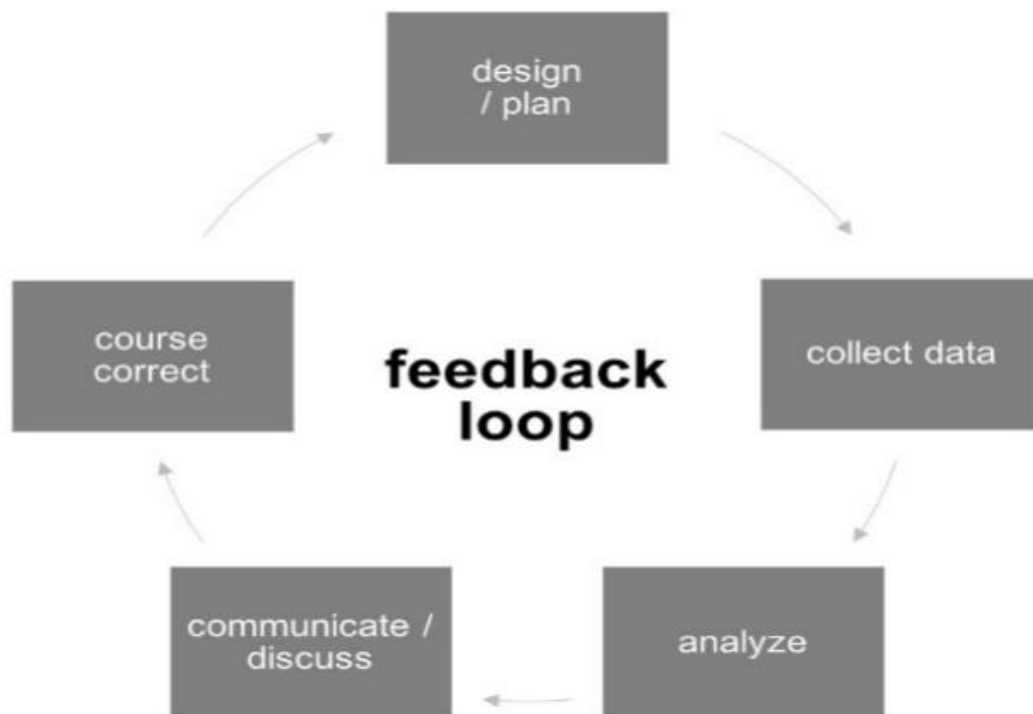 design
/ plan
collect data
analyze
communicate /
discuss
course
correct
feedback
loop